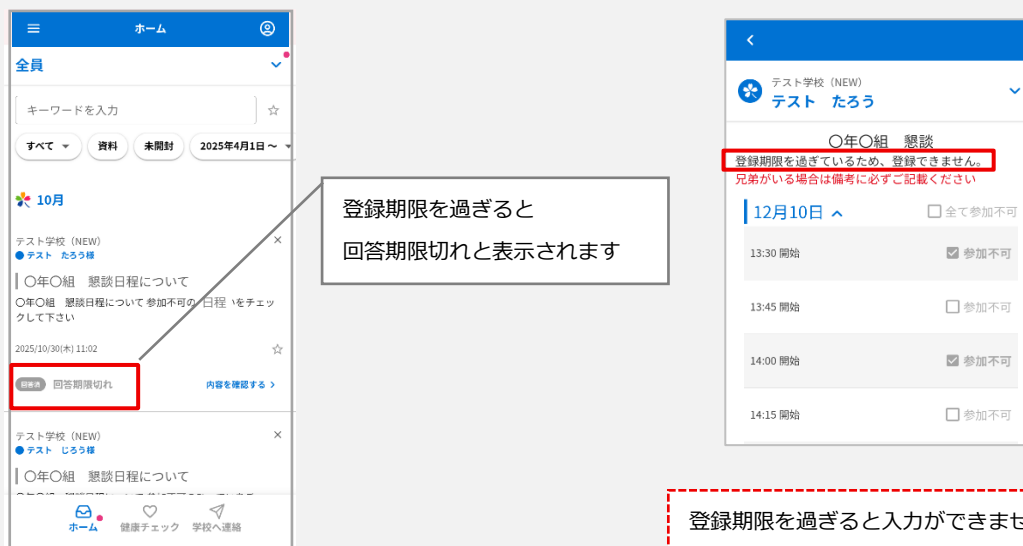 ホーム
全員
キーワードを入力
すべて
資料
未開封
2025年4月1日～
10月
テスト学校（NEW）
テスト たろう様
〇年〇組 懇談日程について
〇年〇組 懇談日程について 参加不可の 日程 いをチェッ
クして下さい
2025/10/30(木) 11:02
回答済 回答期限切れ
内容を確認する
テスト学校（NEW）
テスト じろう様
〇年〇組 懇談日程について
ホーム
健康チェック
学校へ連絡
登録期限を過ぎると
回答期限切れと表示されます
テスト学校（NEW）
テスト たろう
〇年〇組 懇談
登録期限を過ぎているため、登録できません。
兄弟がいる場合は備考に必ずご記載ください
12月10日
全て参加不可
13:30 開始 参加不可
13:45 開始 参加不可
14:00 開始 参加不可
14:15 開始 参加不可
登録期限を過ぎると入力ができませ